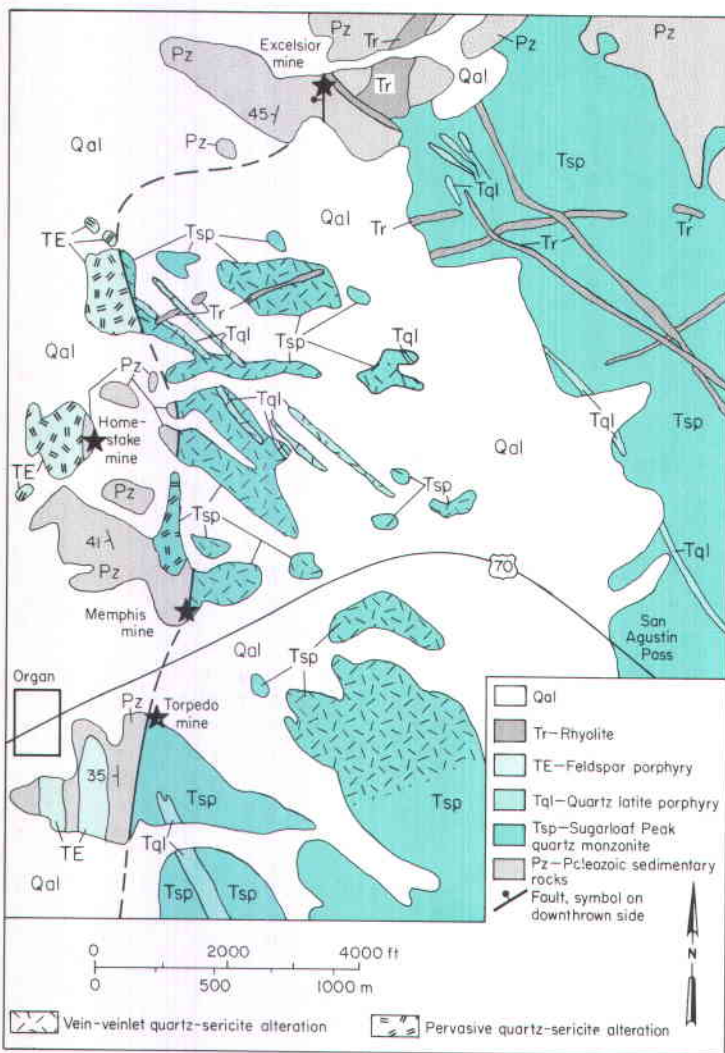 Pz
Tr
Pz
Pz
Pz
Excelsior
mine
Tr
Qal
45
Qal
Pz
Tsp
Tql
Qal
TE
Tsp
Tr
Tr
Tr
Tr
Tql
Tsp
Tql
Qal
Pz
Tql
Home-
stake
mine
Qal
Tql
Tsp
TE
Tsp
Pz
Tsp
41
Pz
70
Tql
Memphis
mine
San
Agustin
Pass
Qal
Tsp
Organ
Pz
Torpedo
mine
35
Tsp
Tsp
TE
Tql
Qal
Tsp
Tsp
Qal
Tr—Rhyolite
TE—Feldspar porphyry
Tql—Quartz latite porphyry
Tsp—Sugarloaf Peak
quartz monzonite
Pz—Pcleozoic sedimentary
rocks
Fault, symbol on
downthrown side
N
0 2000 4000 ft
0 500 1000 m
Vein-veinlet quartz-sericite alteration
Pervasive quartz-sericite alteration